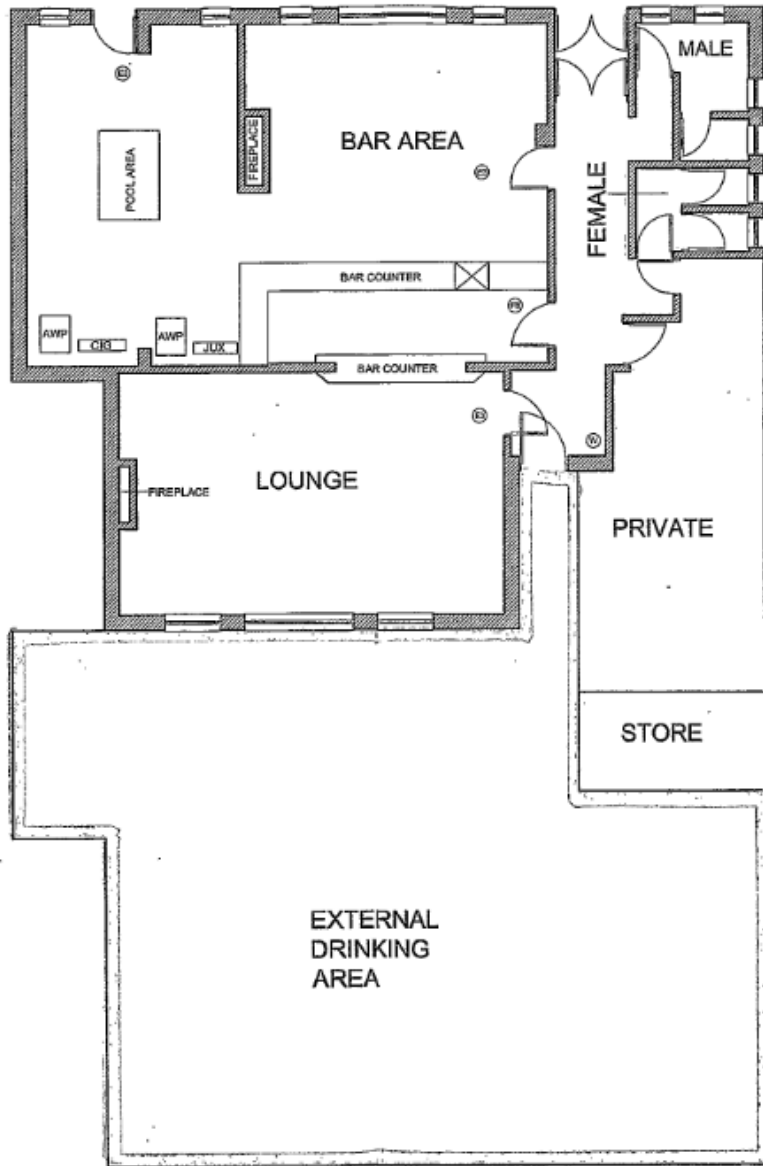 MALE
BAR AREA
FIREPLACE
POOL AREA
FEMALE
BAR COUNTER
AWP
CIG
AWP
JUX
BAR COUNTER
LOUNGE
W
FIREPLACE
PRIVATE
STORE
EXTERNAL
DRINKING
AREA